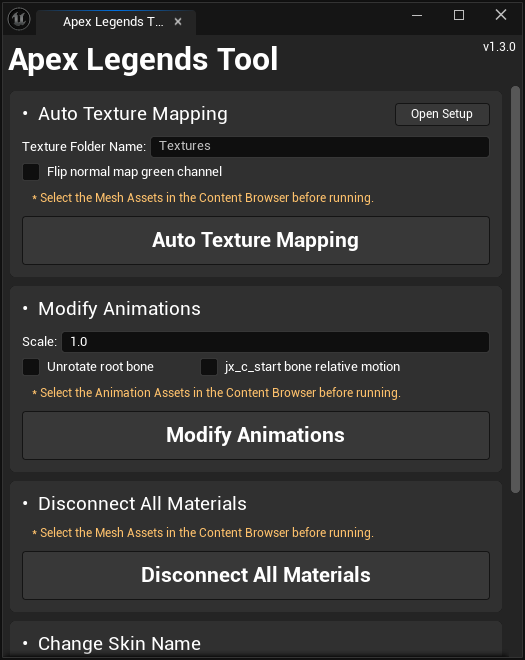 Apex Legends T...
v1.3.0
Apex Legends Tool
• Auto Texture Mapping
Open Setup
Texture Folder Name: Textures
Flip normal map green channel
* Select the Mesh Assets in the Content Browser before running.
Auto Texture Mapping
• Modify Animations
Scale: 1.0
Unrotate root bone jx_c_start bone relative motion
* Select the Animation Assets in the Content Browser before running.
Modify Animations
• Disconnect All Materials
* Select the Mesh Assets in the Content Browser before running.
Disconnect All Materials
• Change Skin Name